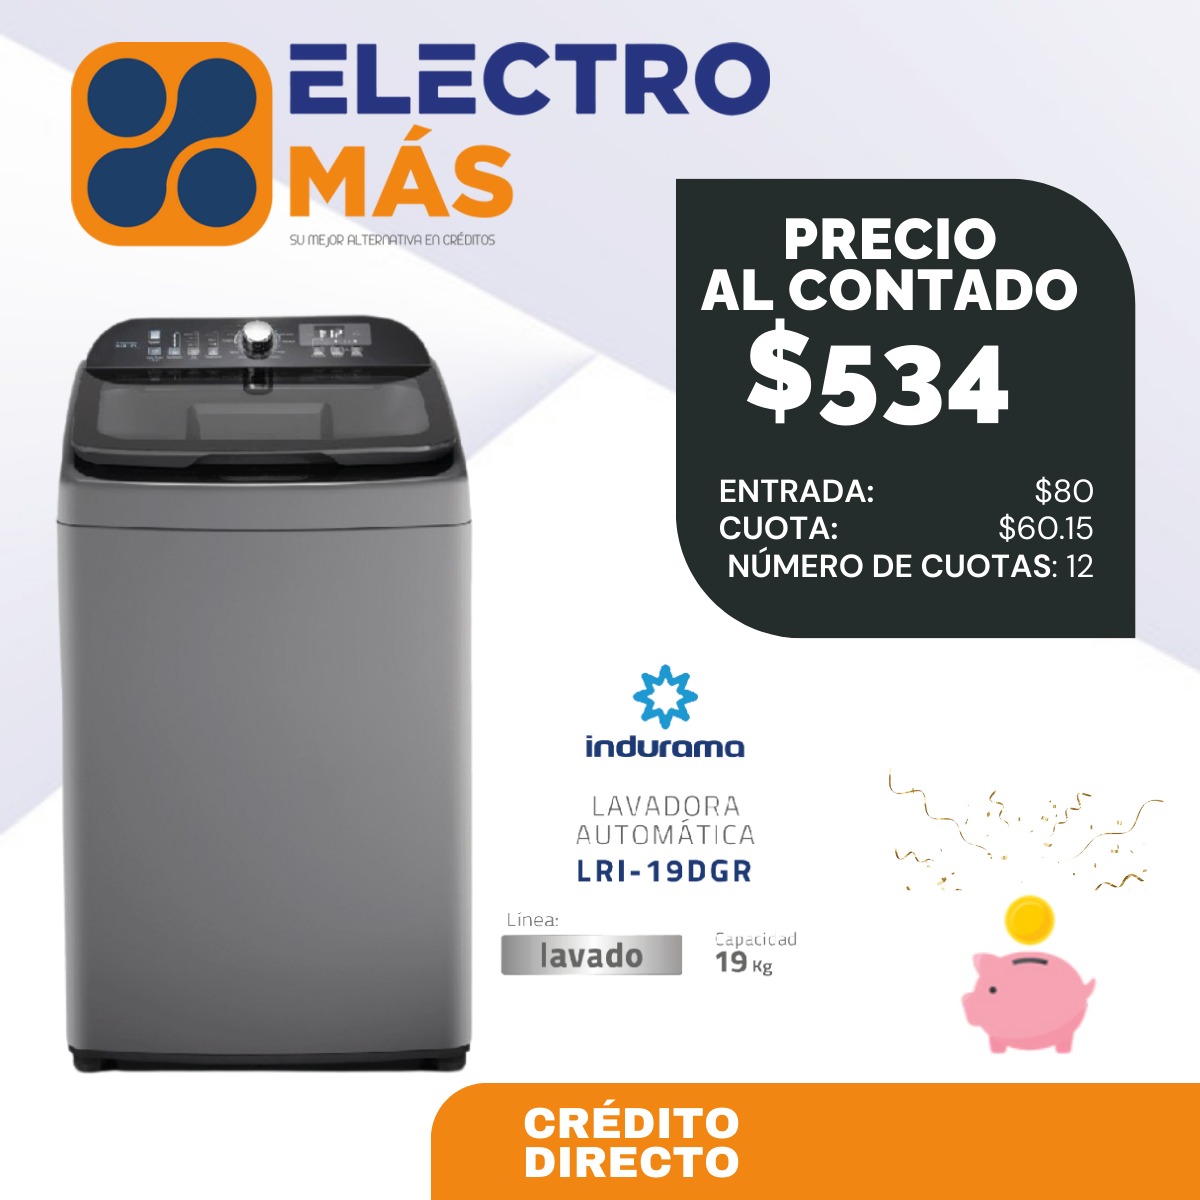 ELECTRO
MÁS
SU MEJOR ALTERNATIVA EN CRÉDITOS
PRECIO
AL CONTADO
$534
ENTRADA: $80
CUOTA: $60.15
NÚMERO DE CUOTAS: 12
indurama
LAVADORA
AUTOMÁTICA
LRI-19DGR
Línea:
lavado
Capacidad
19 Kg
CRÉDITO
DIRECTO